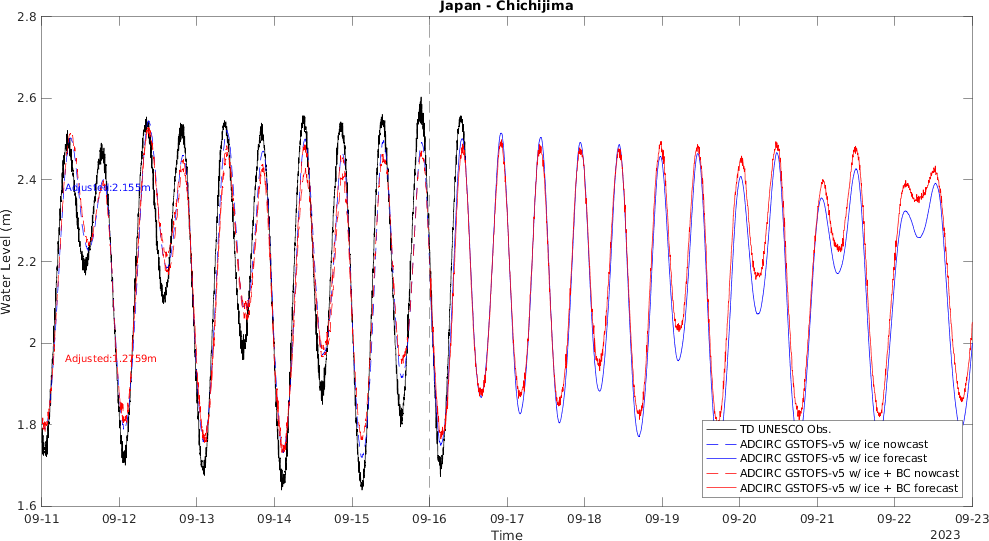 Japan - Chichijima
2.8
2.6
2.4
2.2
2
1.8
1.6
Water Level (m)
Adjusted:2.155m
Adjusted:1.2759m
TD UNESCO Obs.
ADCIRC GSTOFS-v5 w/ ice nowcast
ADCIRC GSTOFS-v5 w/ ice forecast
ADCIRC GSTOFS-v5 w/ ice + BC nowcast
ADCIRC GSTOFS-v5 w/ ice + BC forecast
09-11 09-12 09-13 09-14 09-15 09-16 09-17 09-18 09-19 09-20 09-21 09-22 09-23
Time
2023